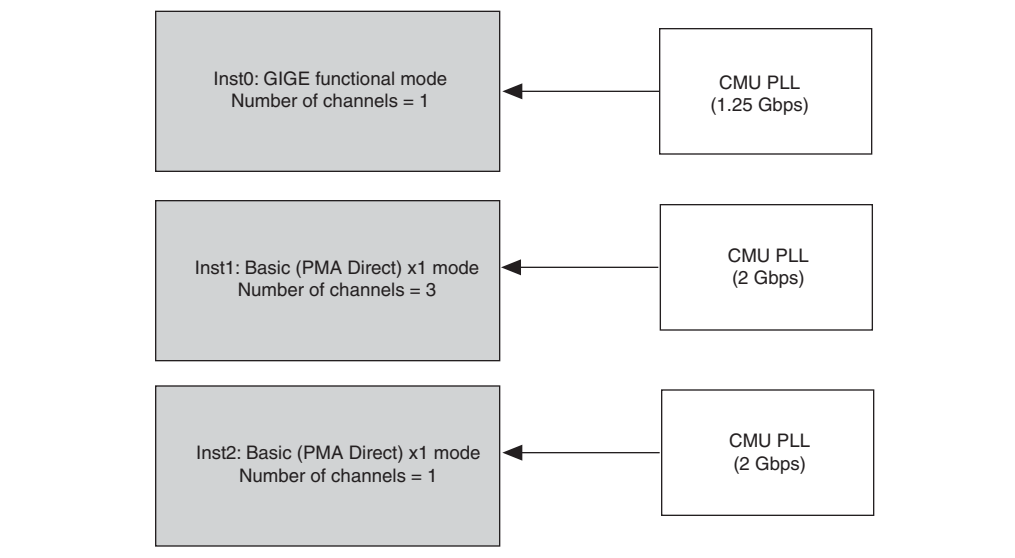 Inst0: GIGE functional mode
Number of channels = 1
CMU PLL
(1.25 Gbps)
Inst1: Basic (PMA Direct) x1 mode
Number of channels = 3
CMU PLL
(2 Gbps)
Inst2: Basic (PMA Direct) x1 mode
Number of channels = 1
CMU PLL
(2 Gbps)